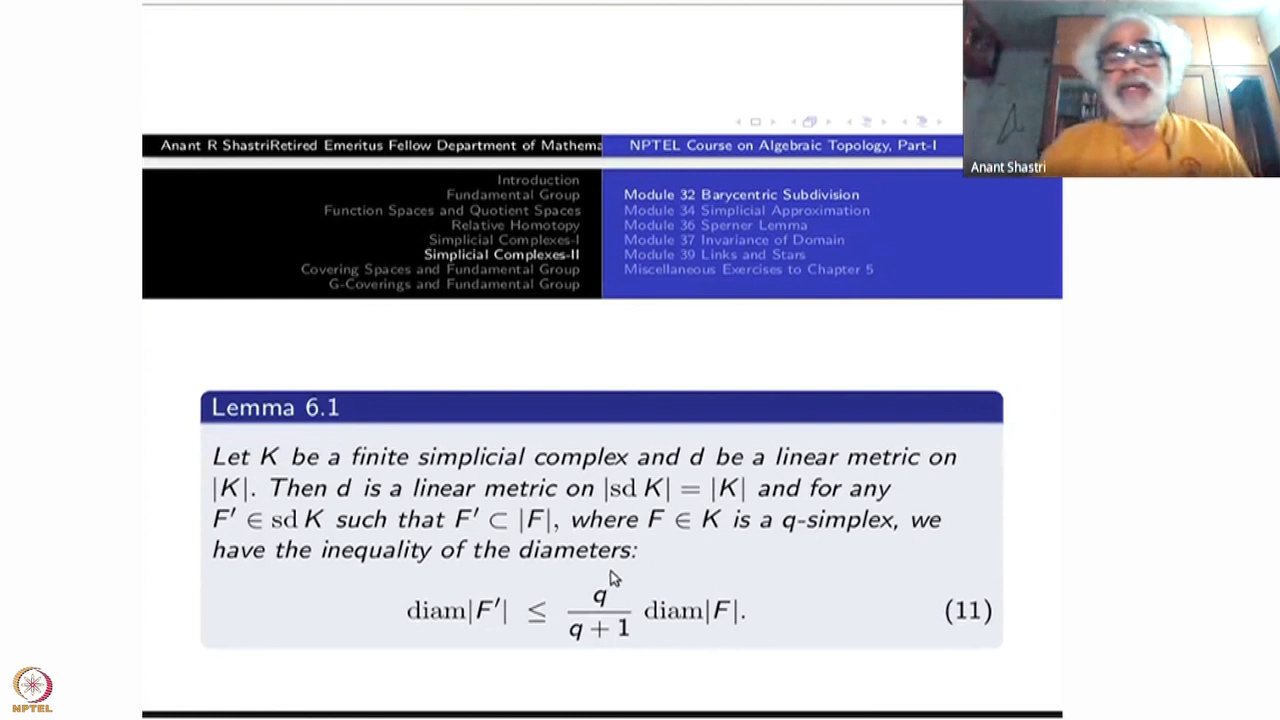 Anant R ShastriRetired Emeritus Fellow Department of Mathema
NPTEL Course on Algebraic Topology, Part-I
Anant Shastri
Introduction
Fundamental Group
Function Spaces and Quotient Spaces
Relative Homotopy
Simplicial Complexes-I
Simplicial Complexes-II
Covering Spaces and Fundamental Group
G-Coverings and Fundamental Group
Module 32 Barycentric Subdivision
Module 34 Simplicial Approximation
Module 36 Sperner Lemma
Module 37 Invariance of Domain
Module 39 Links and Stars
Miscellaneous Exercises to Chapter 5
Lemma 6.1
Let K be a finite simplicial complex and d be a linear metric on
|K|. Then d is a linear metric on |sd K| = |K| and for any
F′ ∈ sd K such that F′ ⊂ |F|, where F ∈ K is a q-simplex, we
have the inequality of the diameters:
diam|F′| ≤ q/(q + 1) diam|F|. (11)
NPTEL